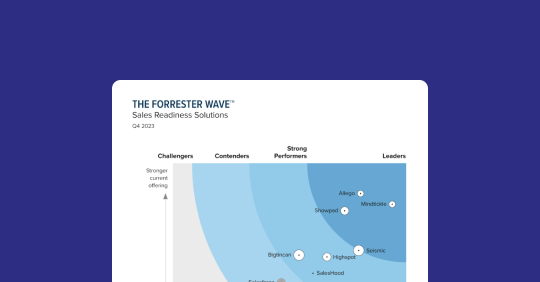 THE FORRESTER WAVE™
Sales Readiness Solutions
Q4 2023
Challengers
Contenders
Strong
Performers
Leaders
Stronger
current
offering
Allego
Mindtickle
Showpad
Seismic
Bigtincan
Highspot
SalesHood